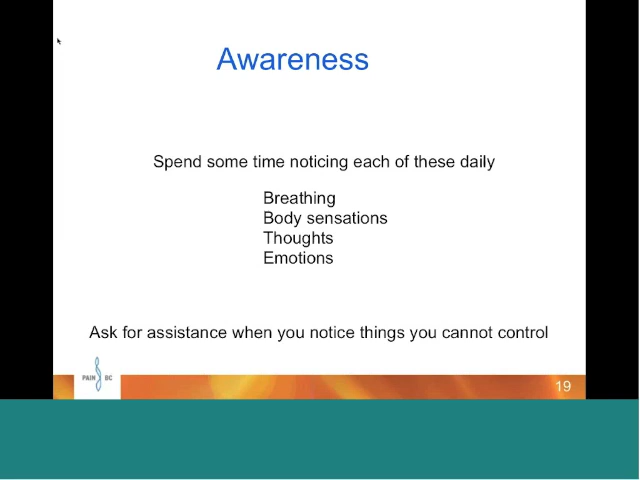 Awareness
Spend some time noticing each of these daily
Breathing
Body sensations
Thoughts
Emotions
Ask for assistance when you notice things you cannot control
PAIN BC
19